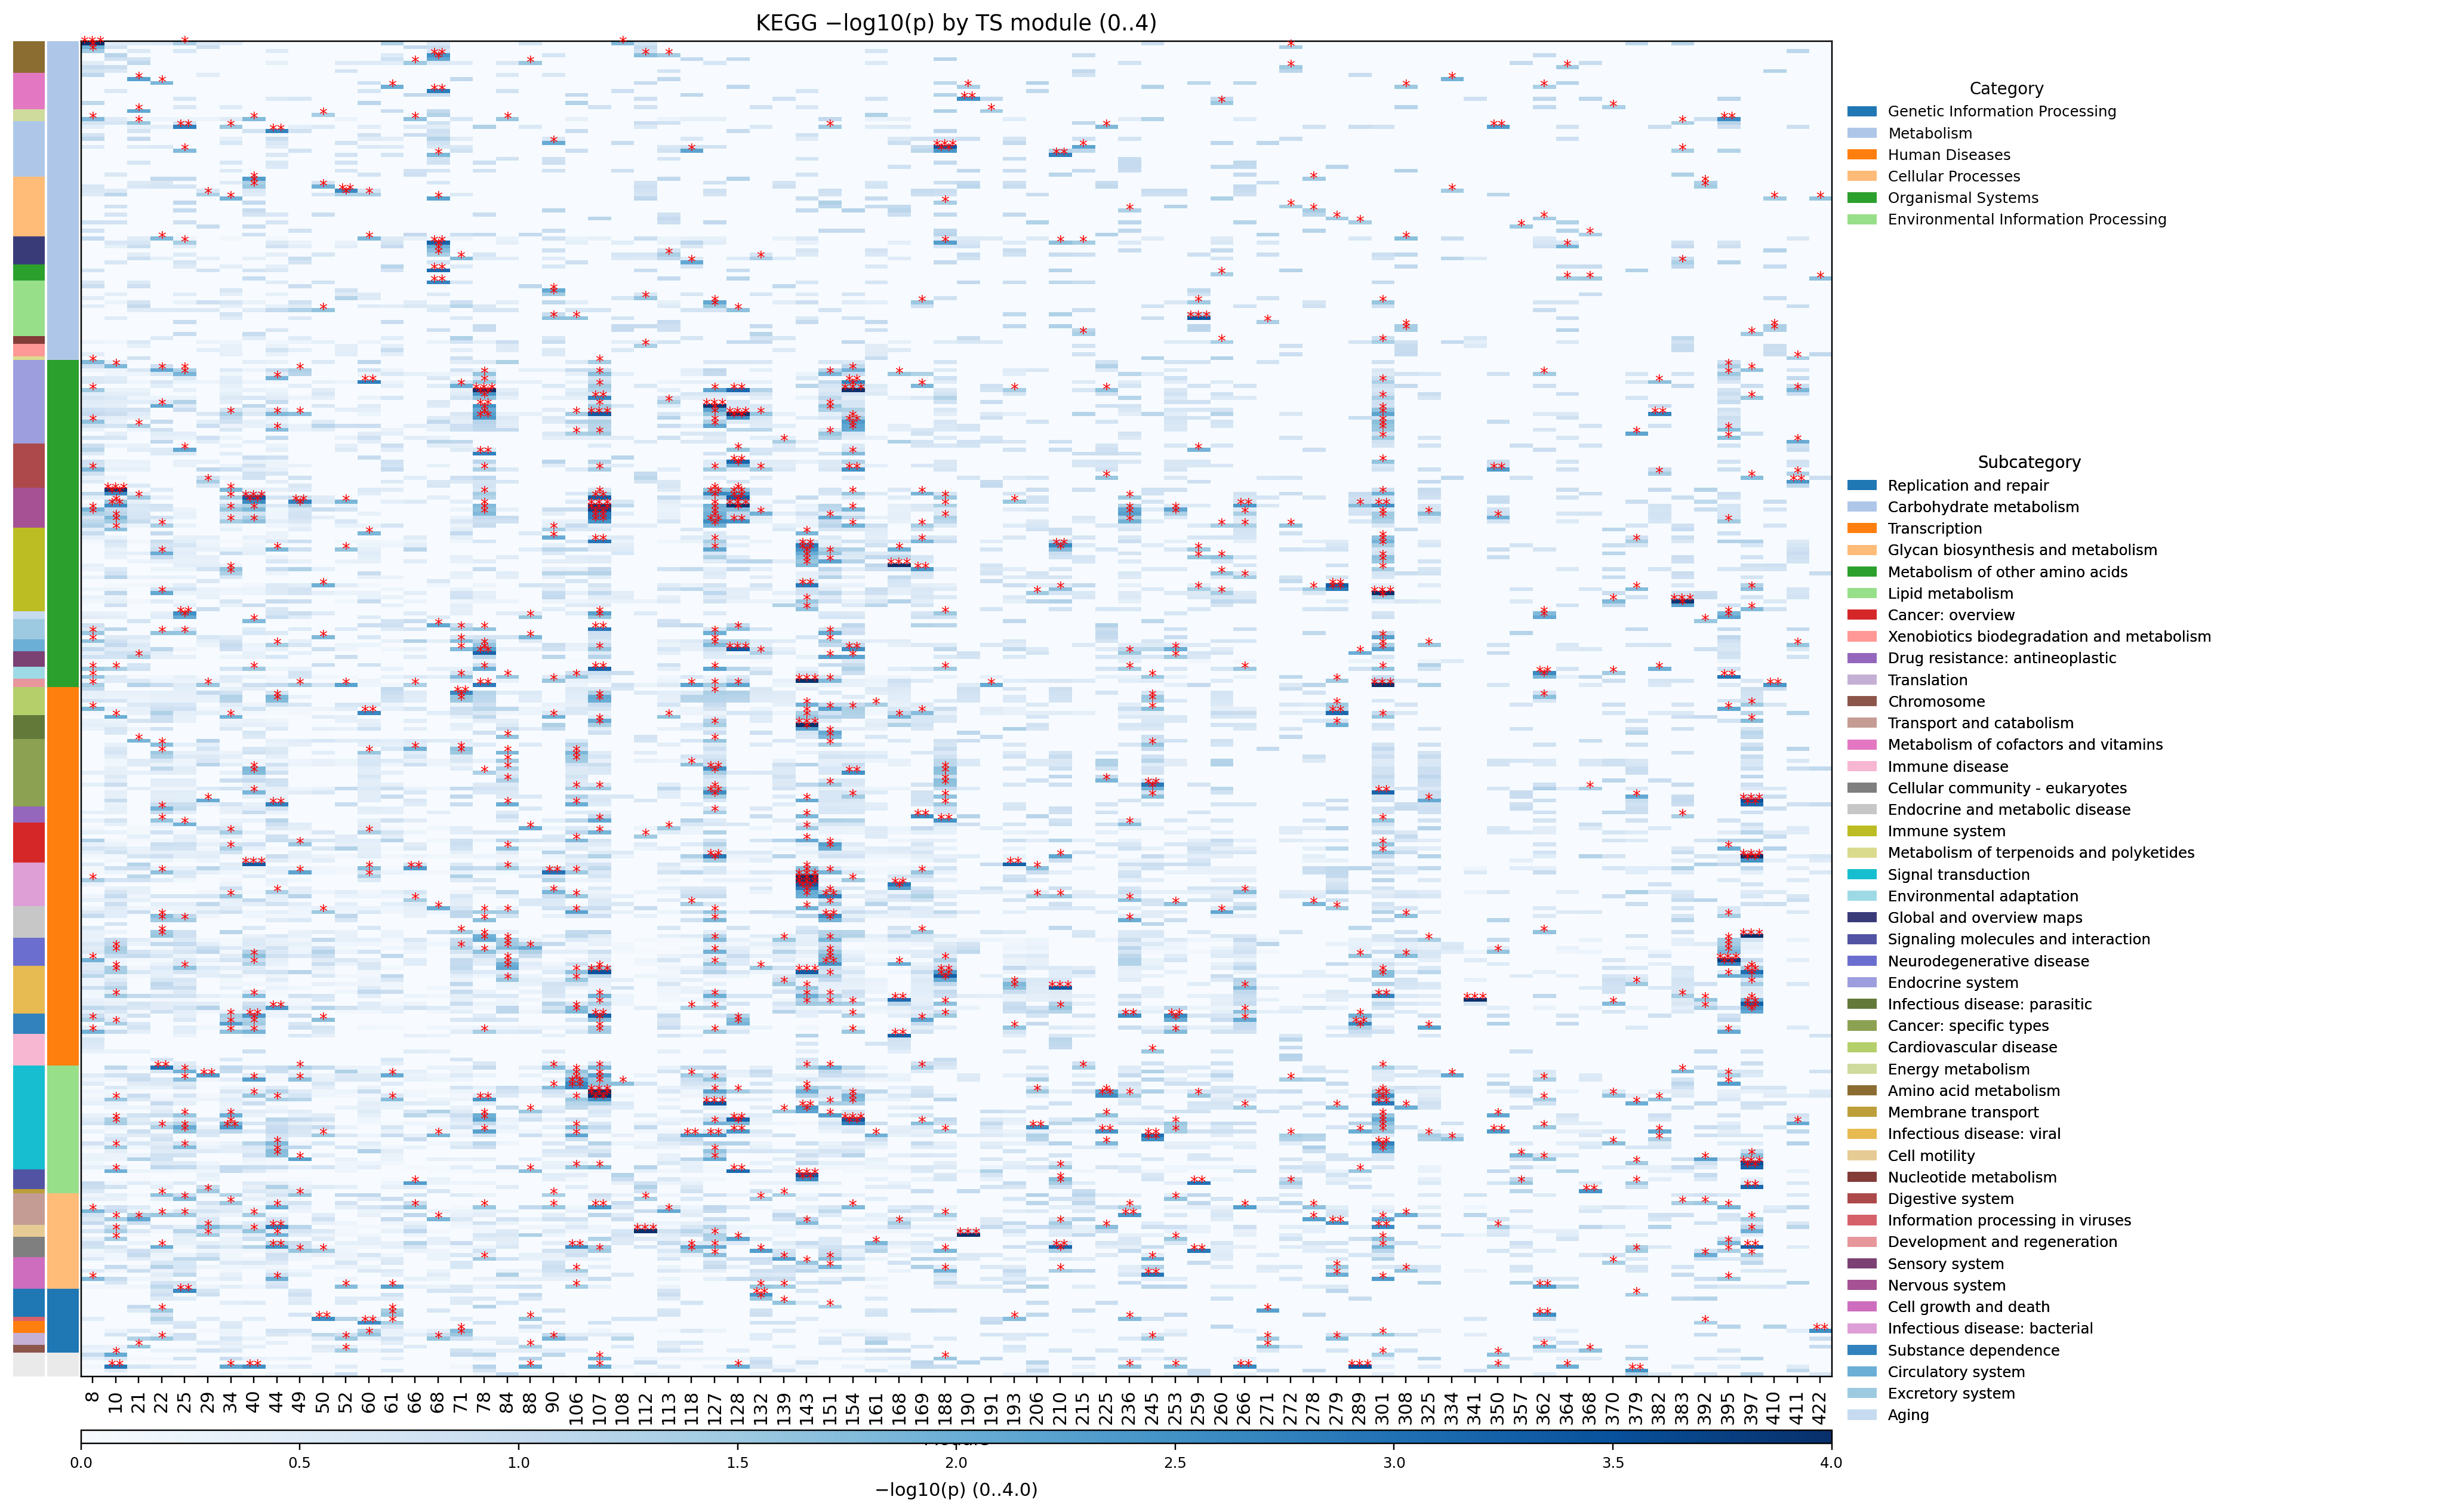 KEGG −log10(p) by TS module (0..4)
Category
Genetic Information Processing
Metabolism
Human Diseases
Cellular Processes
Organismal Systems
Environmental Information Processing
Subcategory
Replication and repair
Carbohydrate metabolism
Transcription
Glycan biosynthesis and metabolism
Metabolism of other amino acids
Lipid metabolism
Cancer: overview
Xenobiotics biodegradation and metabolism
Drug resistance: antineoplastic
Translation
Chromosome
Transport and catabolism
Metabolism of cofactors and vitamins
Immune disease
Cellular community - eukaryotes
Endocrine and metabolic disease
Immune system
Metabolism of terpenoids and polyketides
Signal transduction
Environmental adaptation
Global and overview maps
Signaling molecules and interaction
Neurodegenerative disease
Endocrine system
Infectious disease: parasitic
Cancer: specific types
Cardiovascular disease
Energy metabolism
Amino acid metabolism
Membrane transport
Infectious disease: viral
Cell motility
Nucleotide metabolism
Digestive system
Information processing in viruses
Development and regeneration
Sensory system
Nervous system
Cell growth and death
Infectious disease: bacterial
Substance dependence
Circulatory system
Excretory system
Aging
8 10 21 22 25 29 34 40 44 49 50 52 60 61 66 68 71 78 84 88 90 106 107 108 112 113 118 127 128 132 139 143 151 154 161 168 169 188 190 191 193 206 210 215 225 236 245 253 259 260 266 271 272 278 279 289 301 308 325 334 341 350 357 362 364 368 370 379 382 383 392 395 397 410 411 422
0.0 0.5 1.0 1.5 2.0 2.5 3.0 3.5 4.0
−log10(p) (0..4.0)